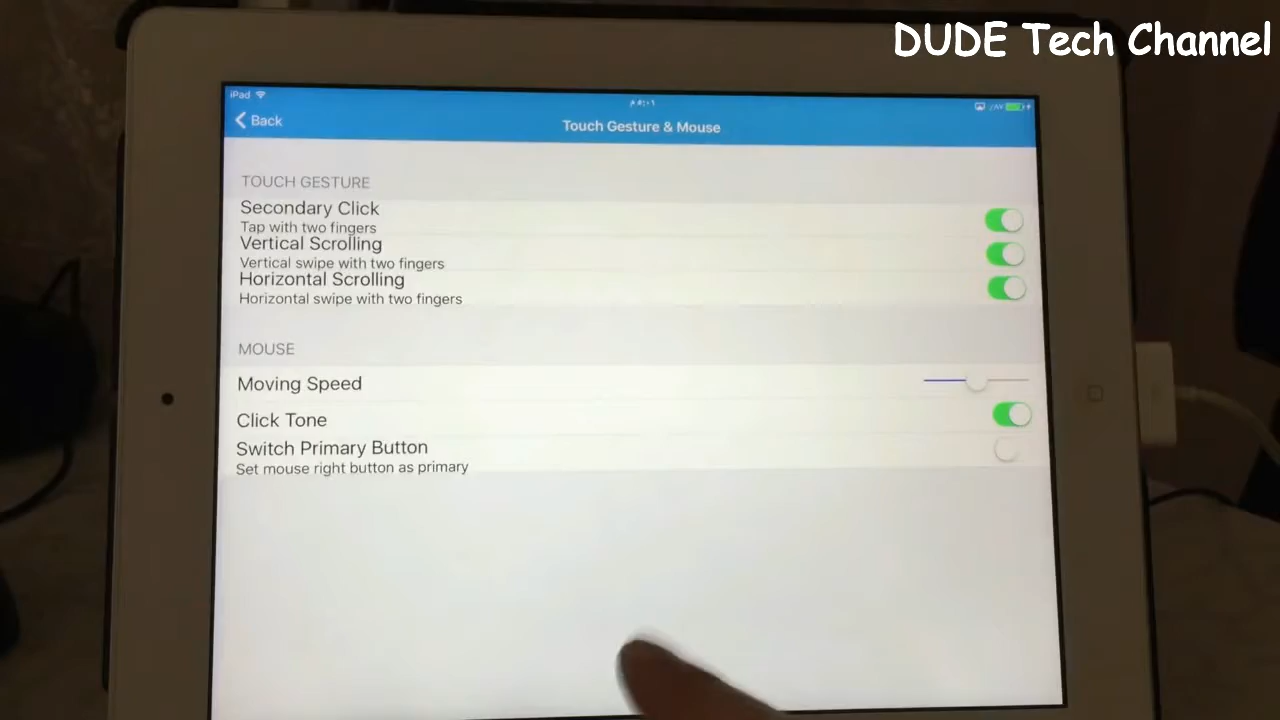 DUDE Tech Channel
iPad
Back
Touch Gesture & Mouse
TOUCH GESTURE
Secondary Click
Tap with two fingers
Vertical Scrolling
Vertical swipe with two fingers
Horizontal Scrolling
Horizontal swipe with two fingers
MOUSE
Moving Speed
Click Tone
Switch Primary Button
Set mouse right button as primary